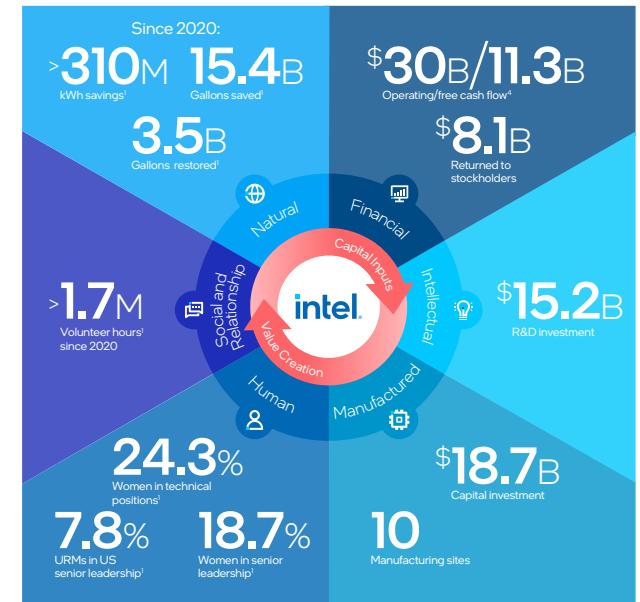 Since 2020:
>310M
kWh savings¹
15.4B
Gallons saved¹
3.5B
Gallons restored¹
$30B/11.3B
Operating/free cash flow⁴
$8.1B
Returned to
stockholders
Natural
Financial
Capital Inputs
>1.7M
Volunteer hours¹
since 2020
Social and
Relationship
intel.
Intellectual
$15.2B
R&D investment
Value Creation
Human
Manufactured
24.3%
Women in technical
positions¹
7.8%
URMs in US
senior leadership¹
18.7%
Women in senior
leadership¹
$18.7B
Capital investment
10
Manufacturing sites